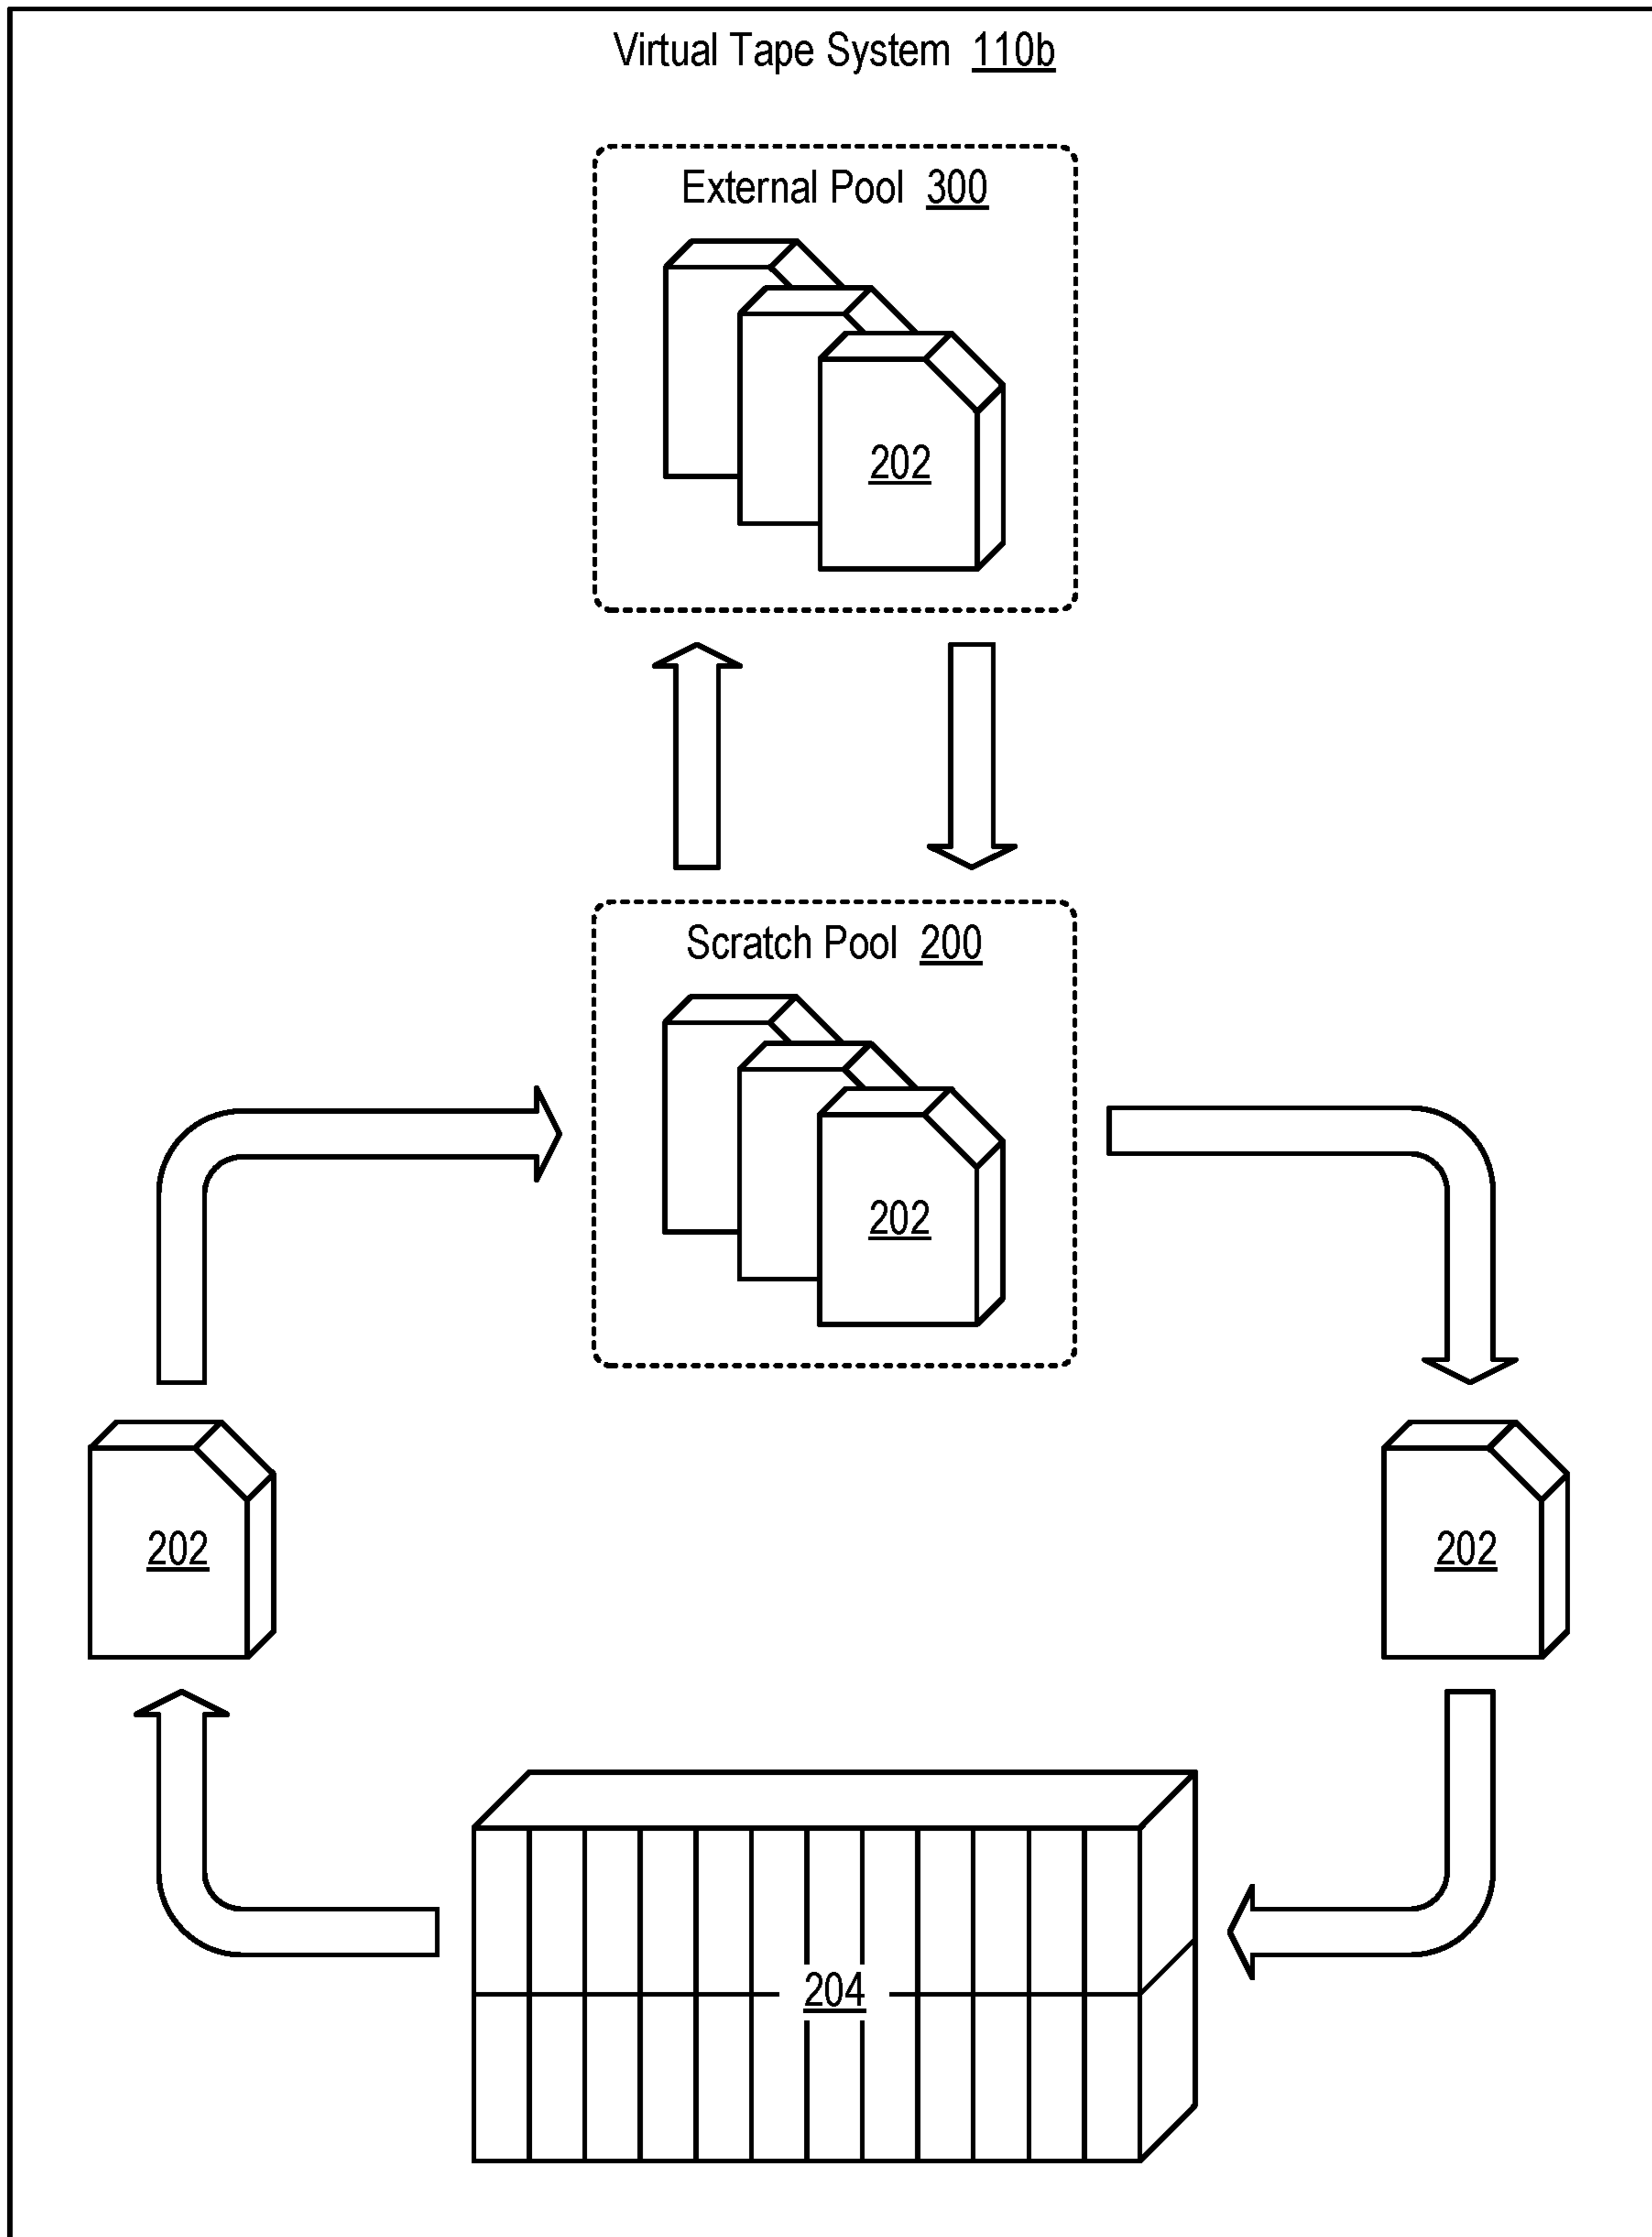 Virtual Tape System 110b
External Pool 300
202
Scratch Pool 200
202
202
202
204